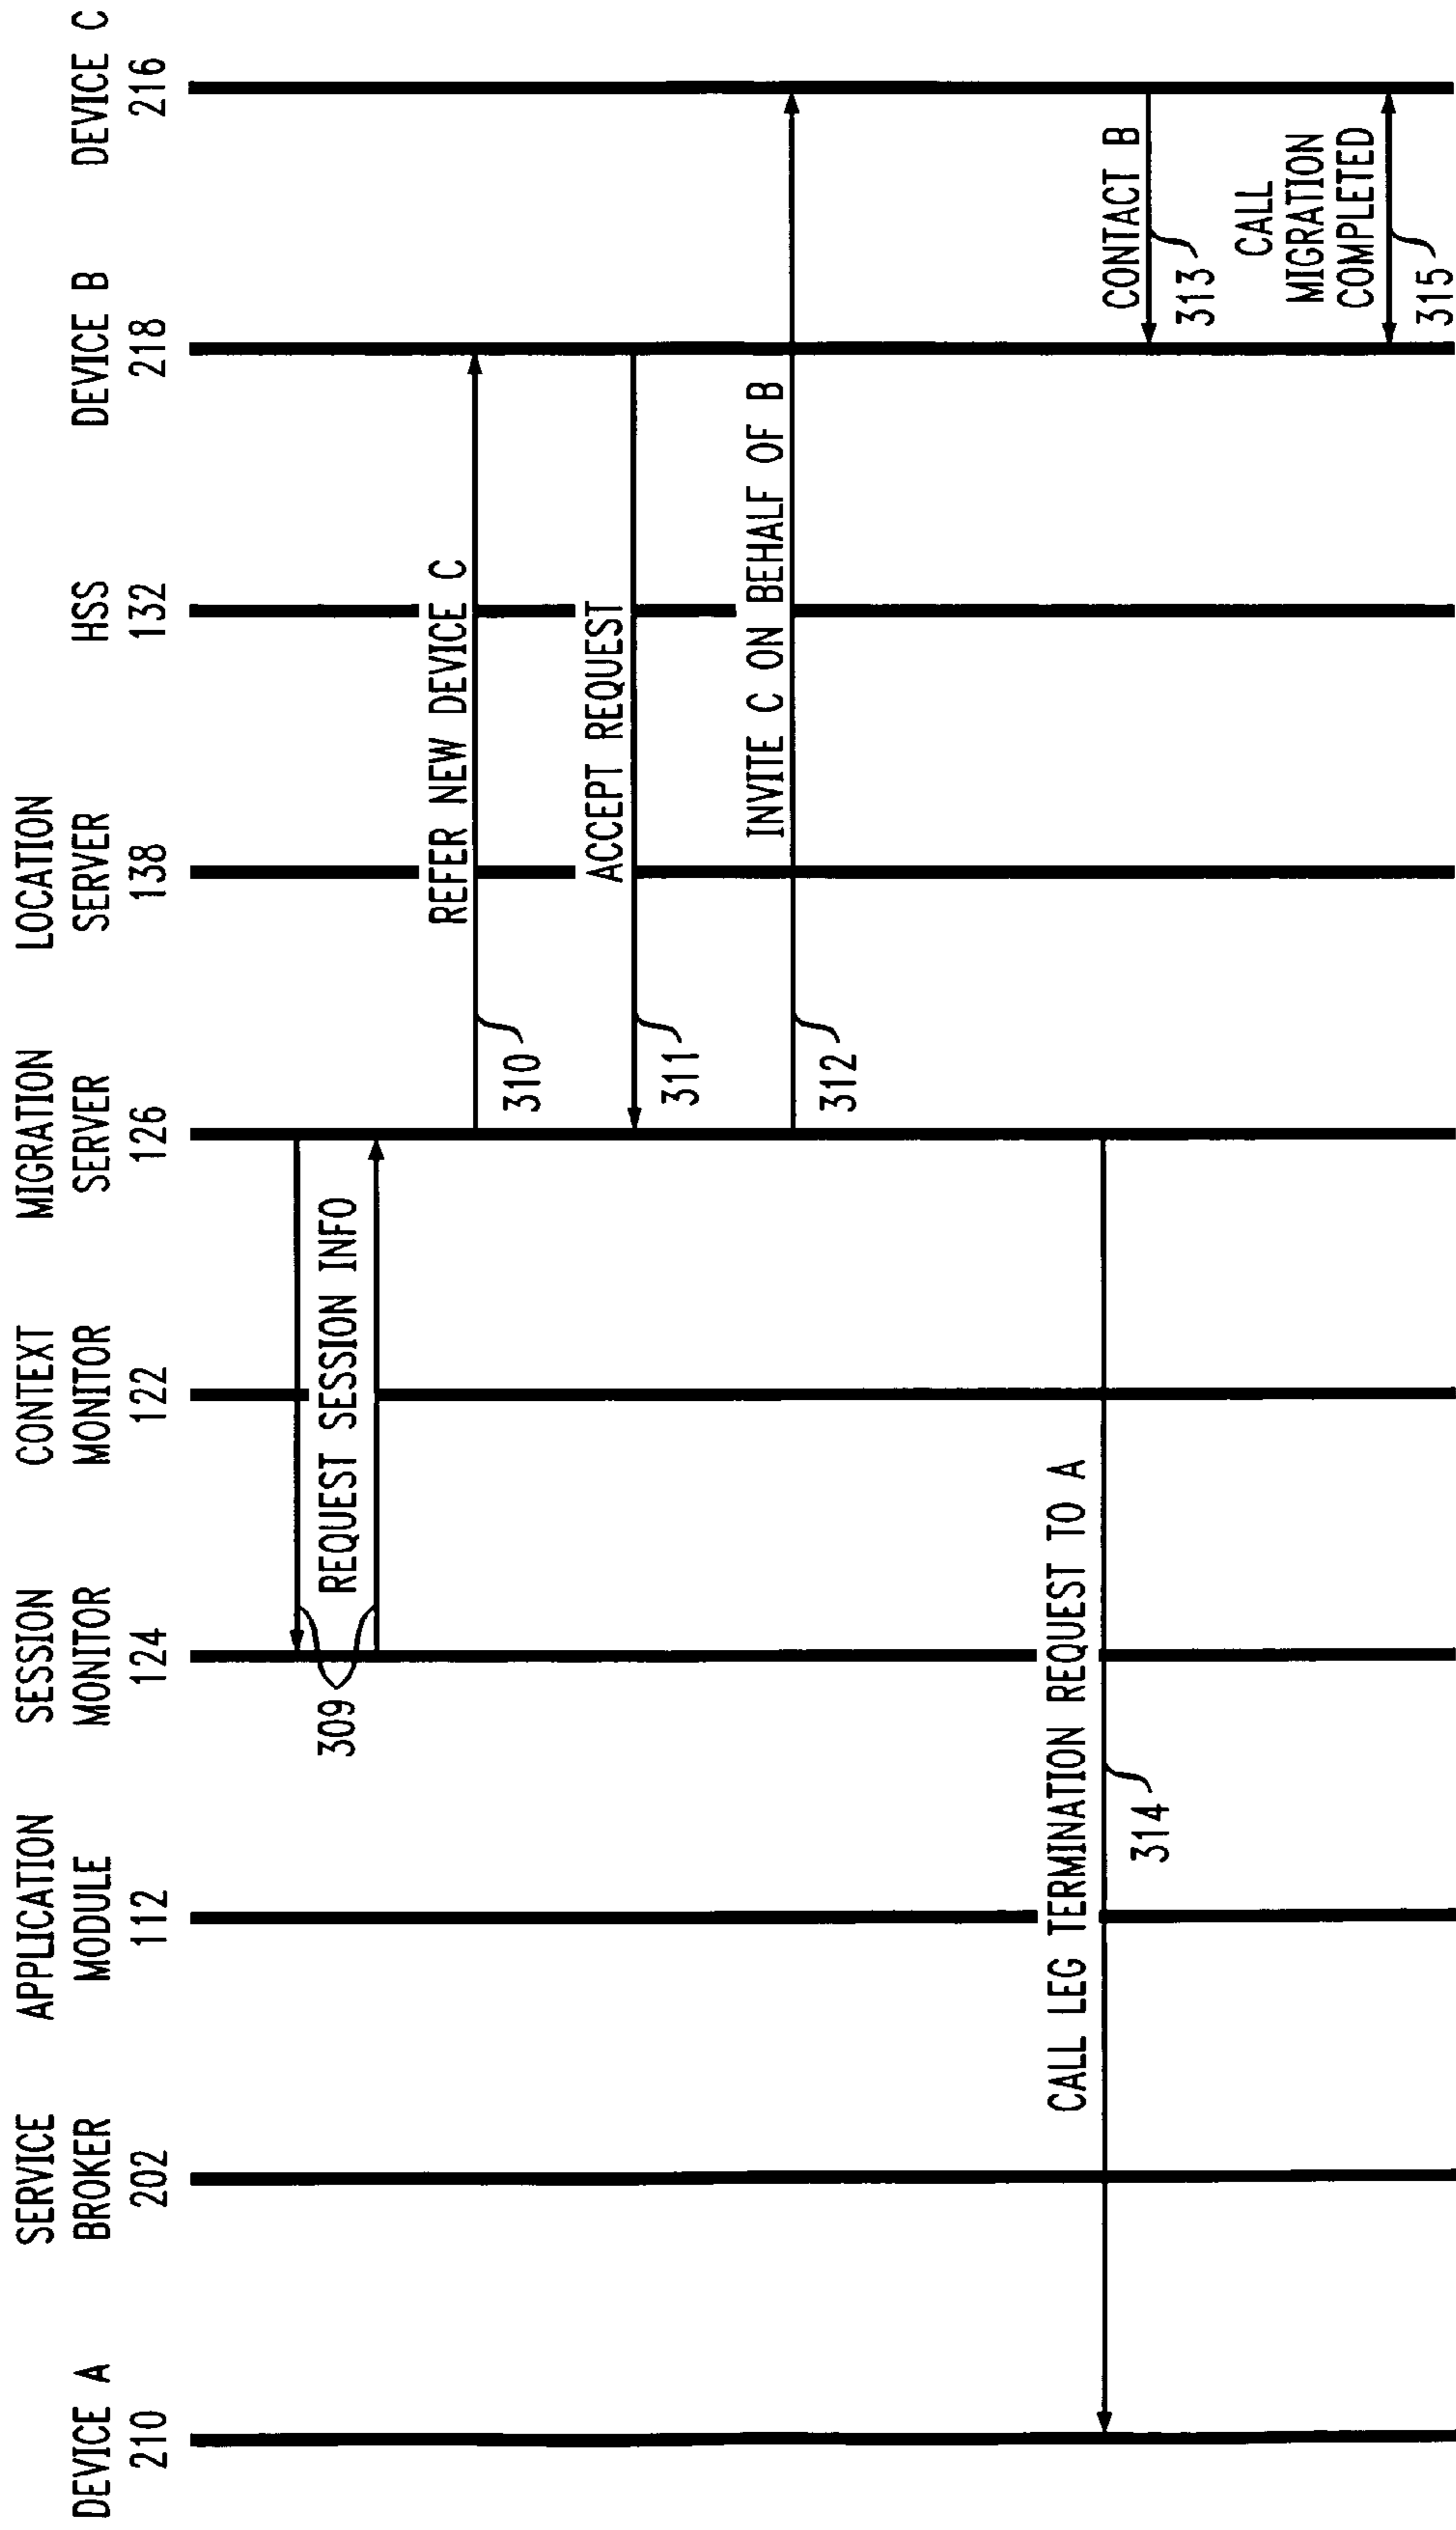 DEVICE A
210
SERVICE
BROKER
202
APPLICATION
MODULE
112
SESSION
MONITOR
124
CONTEXT
MONITOR
122
MIGRATION
SERVER
126
LOCATION
SERVER
138
HSS
132
DEVICE B
218
DEVICE C
216
309
REQUEST SESSION INFO
REFER NEW DEVICE C
310
ACCEPT REQUEST
311
INVITE C ON BEHALF OF B
312
CALL LEG TERMINATION REQUEST TO A
314
CONTACT B
313
CALL
MIGRATION
COMPLETED
315